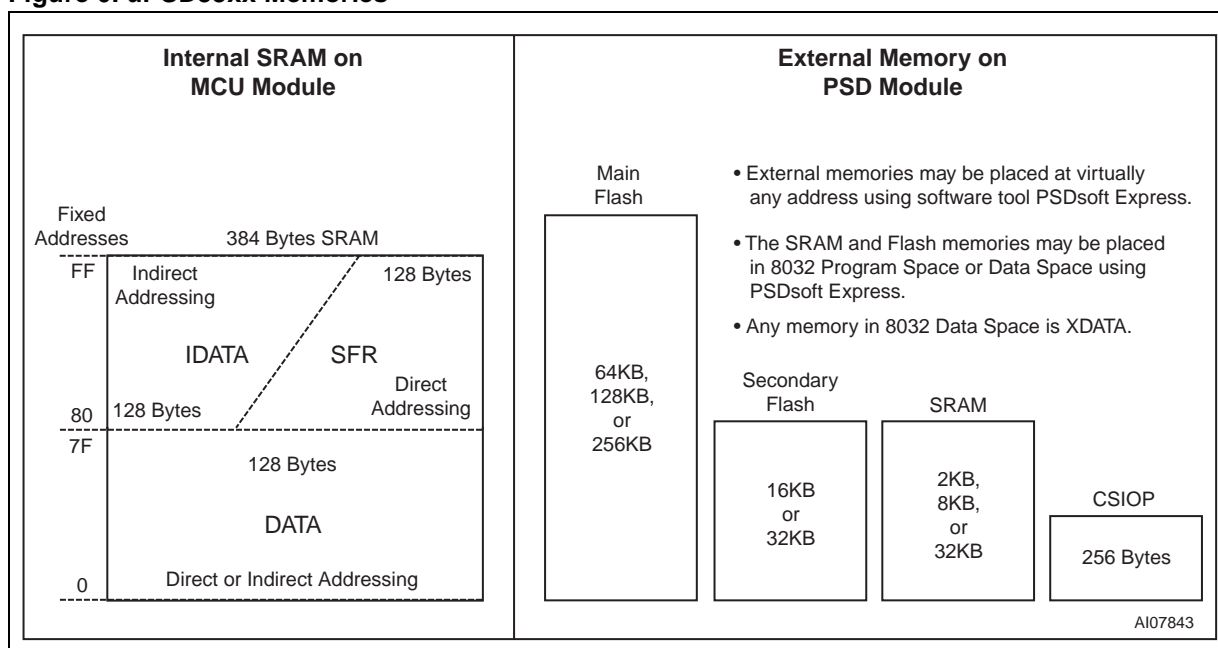 Internal SRAM on
MCU Module
Fixed
Addresses
384 Bytes SRAM
FF
Indirect
Addressing
128 Bytes
IDATA
SFR
Direct
Addressing
128 Bytes
80
7F
128 Bytes
DATA
Direct or Indirect Addressing
0
External Memory on
PSD Module
Main
Flash
64KB,
128KB,
or
256KB
• External memories may be placed at virtually
any address using software tool PSDsoft Express.
• The SRAM and Flash memories may be placed
in 8032 Program Space or Data Space using
PSDsoft Express.
• Any memory in 8032 Data Space is XDATA.
Secondary
Flash
16KB
or
32KB
SRAM
2KB,
8KB,
or
32KB
CSIOP
256 Bytes
AI07843